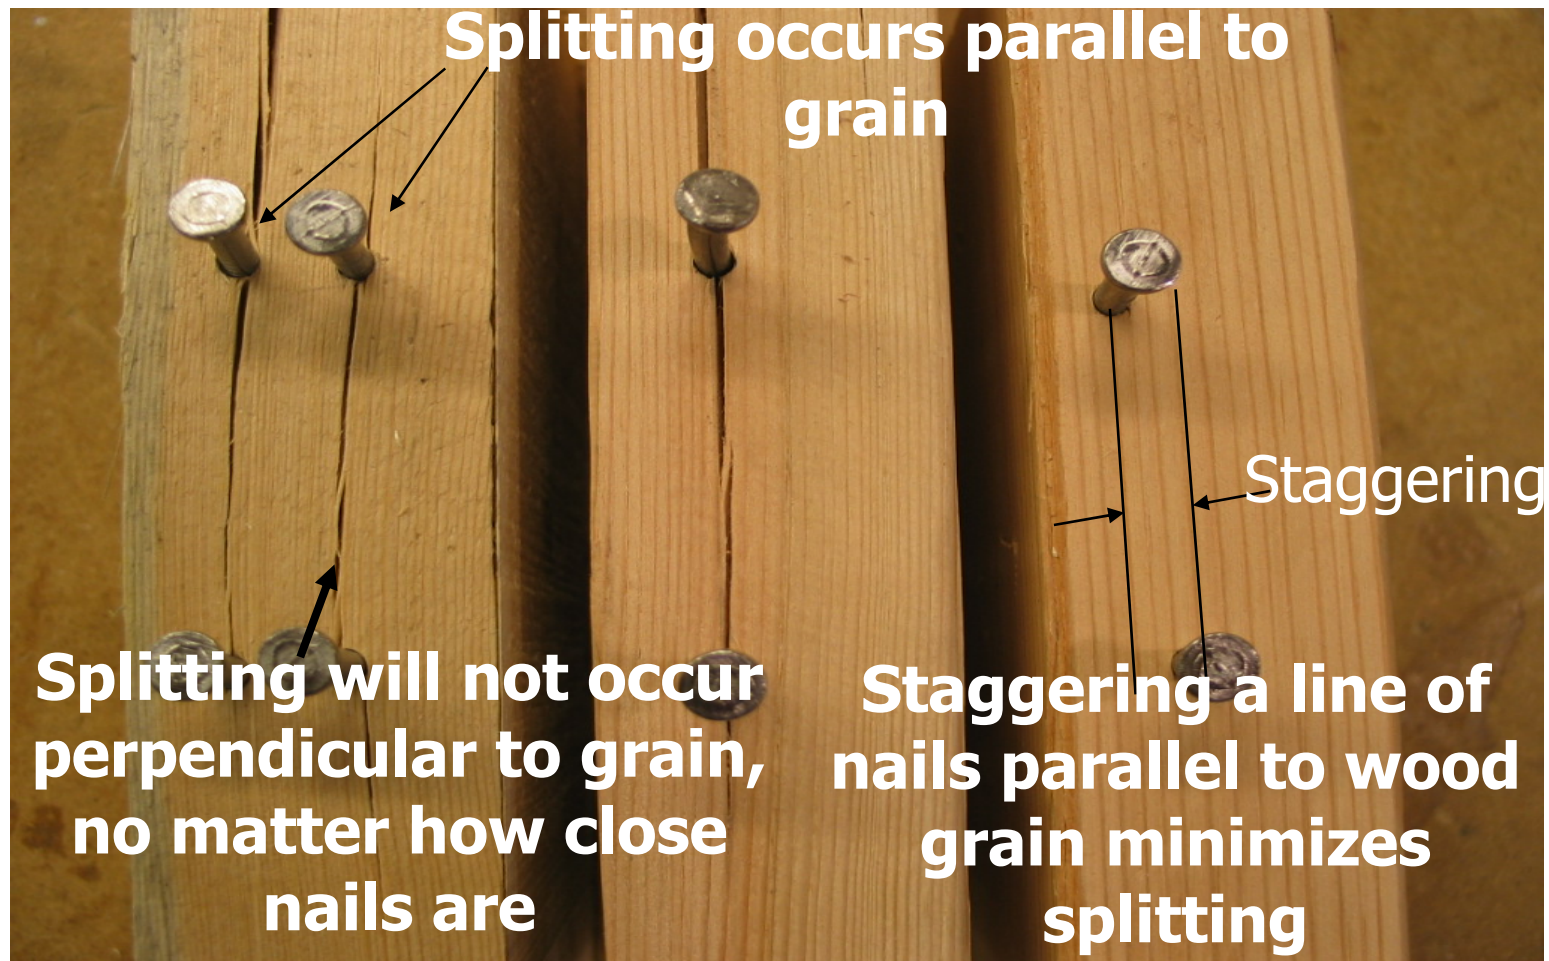 Splitting occurs parallel to
grain
Staggering
Splitting will not occur
perpendicular to grain,
no matter how close
nails are
Staggering a line of
nails parallel to wood
grain minimizes
splitting